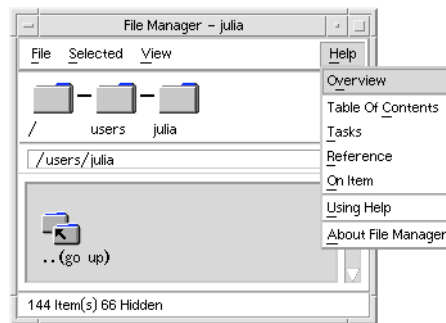 File Manager - julia
File Selected View Help
Overview
Table Of Contents
Tasks
Reference
On Item
Using Help
About File Manager
/ users julia
/users/julia
..(go up)
144 Item(s) 66 Hidden